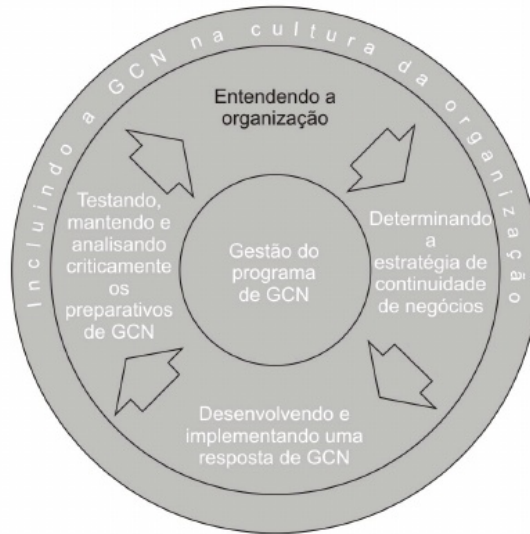 Incluindo a GCN na cultura da organização
Entendendo a
organização
Testando,
mantendo e
analisando
criticamente
os
preparativos
de GCN
Gestão do
programa
de GCN
Determinando
a
estratégia de
continuidade
de negócios
Desenvolvendo e
implementando uma
resposta de GCN